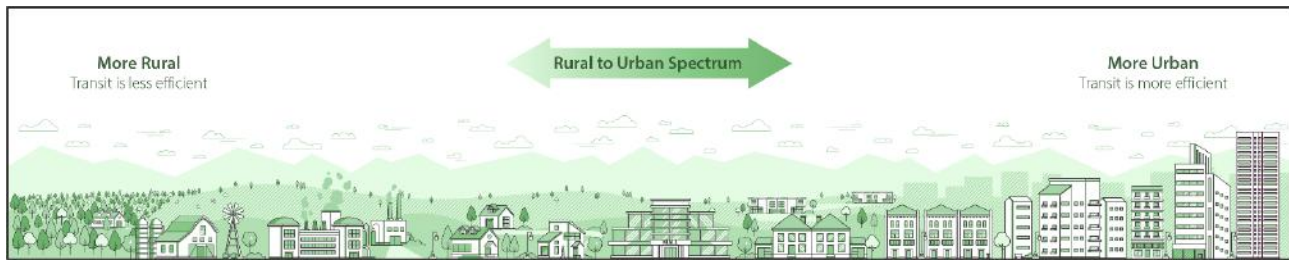 More Rural
Transit is less efficient
Rural to Urban Spectrum
More Urban
Transit is more efficient